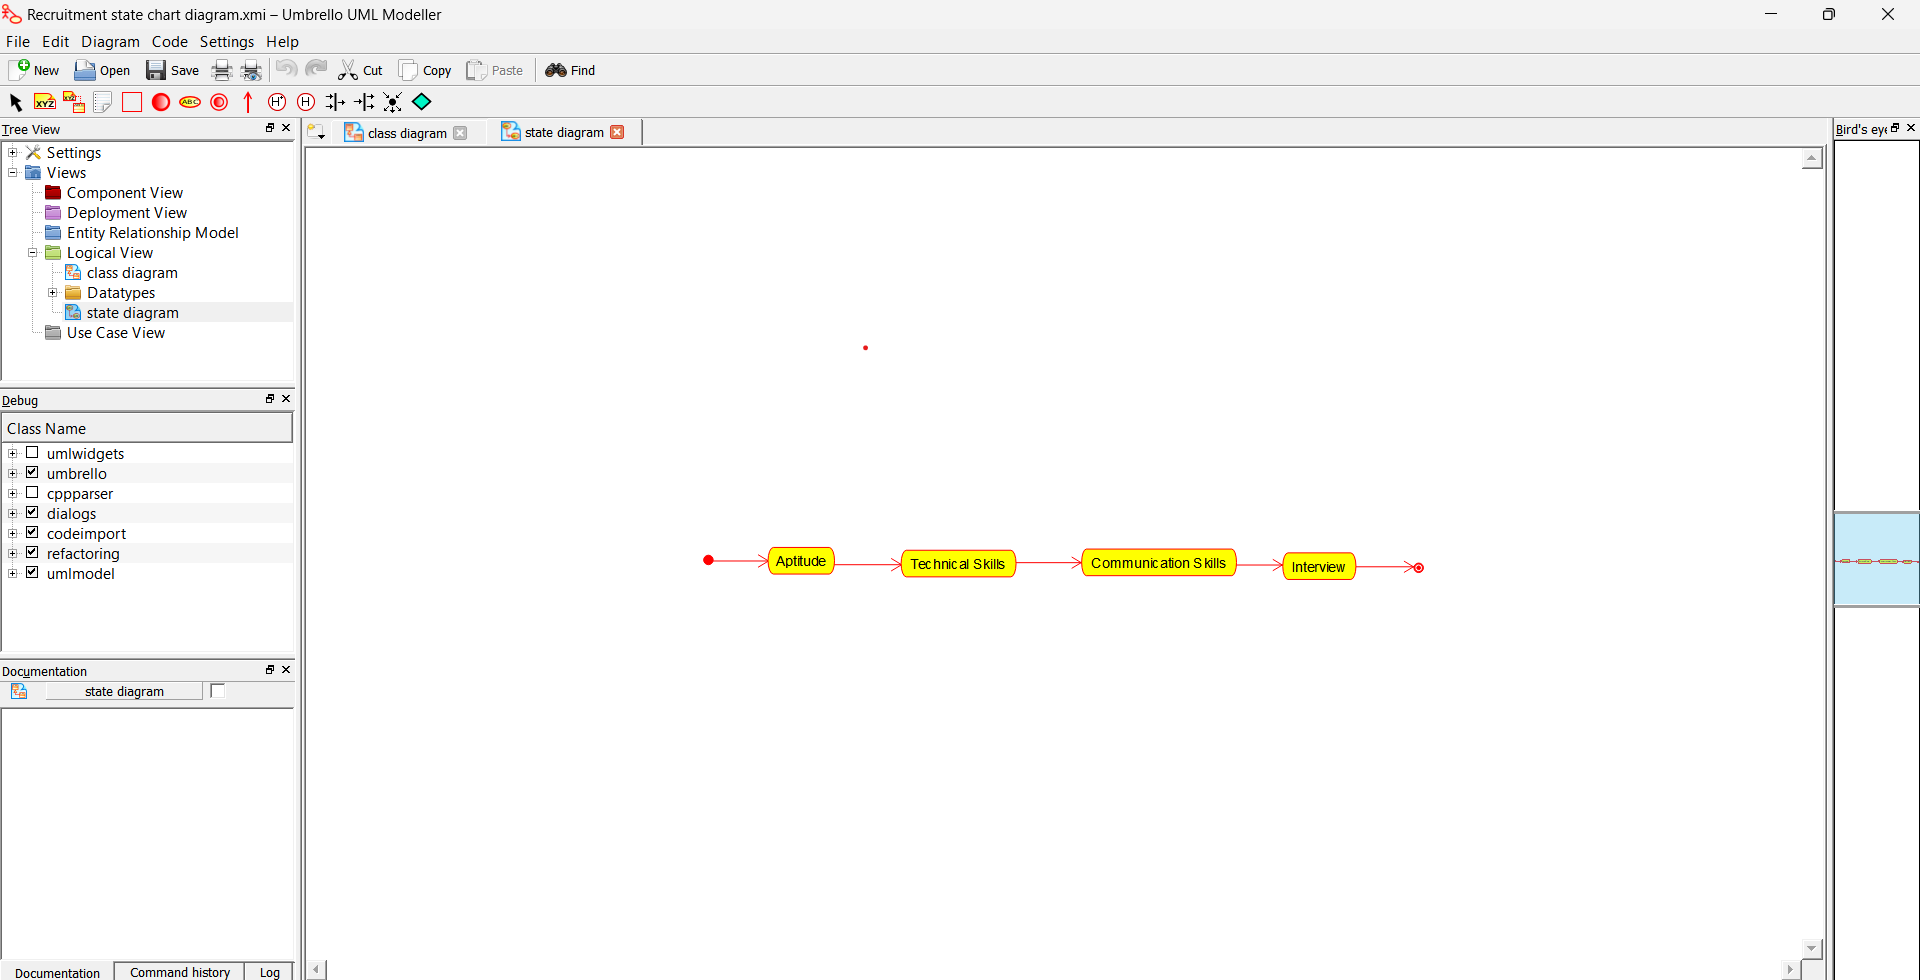 Recruitment state chart diagram.xmi – Umbrello UML Modeller
File Edit Diagram Code Settings Help
New Open Save Cut Copy Paste Find
XYZ XYZ ABC H* H
Tree View
Settings
Views
Component View
Deployment View
Entity Relationship Model
Logical View
class diagram
Datatypes
state diagram
Use Case View
Debug
Class Name
umlwidgets
umbrello
cppparser
dialogs
codeimport
refactoring
umlmodel
Documentation
state diagram
Documentation Command history Log
class diagram state diagram
Aptitude Technical Skills Communication Skills Interview
Bird's eye